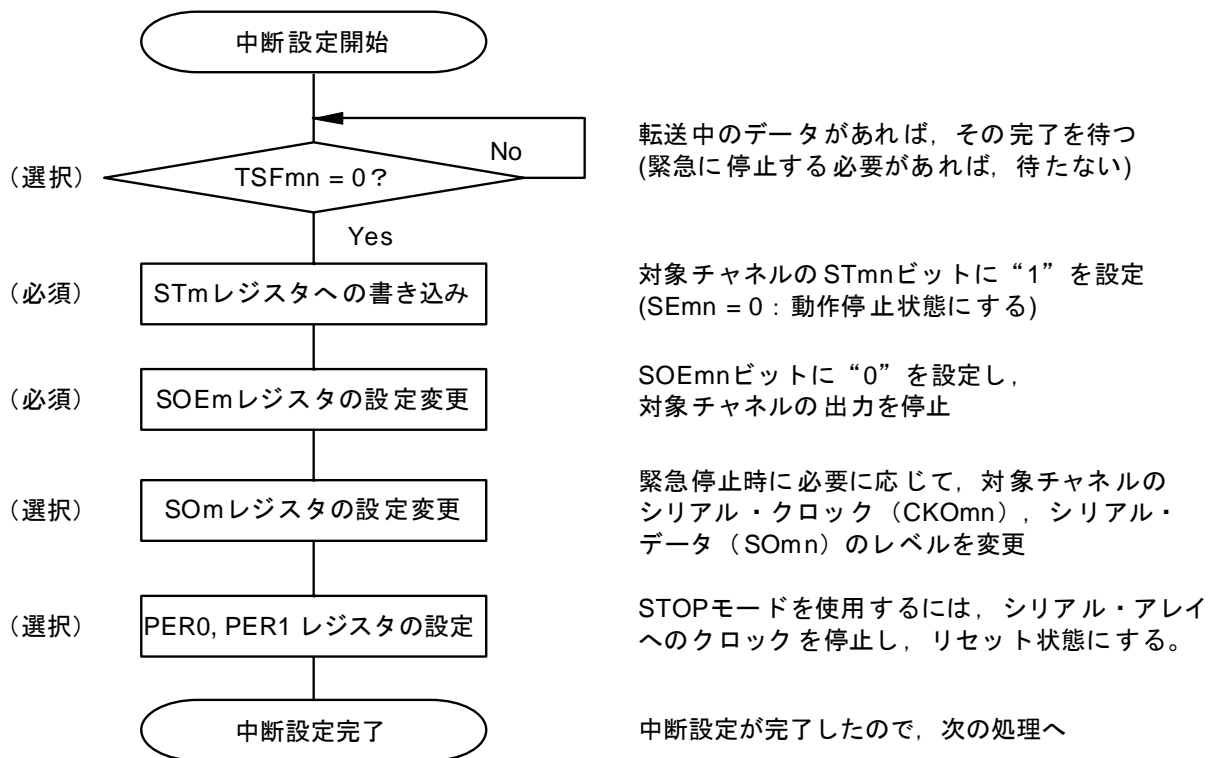 中断設定開始
転送中のデータがあれば，その完了を待つ
(緊急に停止する必要があれば，待たない)
（選択）
TSFmn = 0？
No
Yes
（必須）
STmレジスタへの書き込み
対象チャネルのSTmnビットに“1”を設定
(SEmn = 0：動作停止状態にする)
（必須）
SOEmレジスタの設定変更
SOEmnビットに“0”を設定し，
対象チャネルの出力を停止
（選択）
SOmレジスタの設定変更
緊急停止時に必要に応じて，対象チャネルの
シリアル・クロック（CKOmn），シリアル・
データ（SOmn）のレベルを変更
（選択）
PER0, PER1 レジスタの設定
STOPモードを使用するには，シリアル・アレイ
へのクロックを停止し，リセット状態にする。
中断設定完了
中断設定が完了したので，次の処理へ